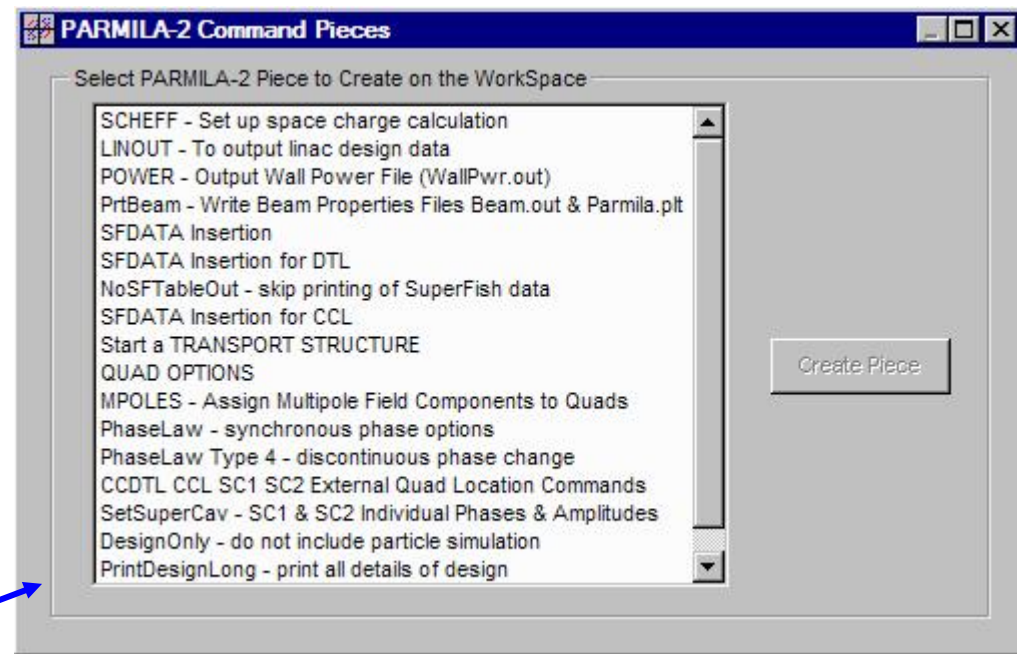 PARMILA-2 Command Pieces
Select PARMILA-2 Piece to Create on the WorkSpace
SCHEFF - Set up space charge calculation
LINOUT - To output linac design data
POWER - Output Wall Power File (WallPwr.out)
PrtBeam - Write Beam Properties Files Beam.out & Parmila.plt
SFDATA Insertion
SFDATA Insertion for DTL
NoSFTableOut - skip printing of SuperFish data
SFDATA Insertion for CCL
Start a TRANSPORT STRUCTURE
QUAD OPTIONS
MPOLES - Assign Multipole Field Components to Quads
PhaseLaw - synchronous phase options
PhaseLaw Type 4 - discontinuous phase change
CCDTL CCL SC1 SC2 External Quad Location Commands
SetSuperCav - SC1 & SC2 Individual Phases & Amplitudes
DesignOnly - do not include particle simulation
PrintDesignLong - print all details of design
Create Piece